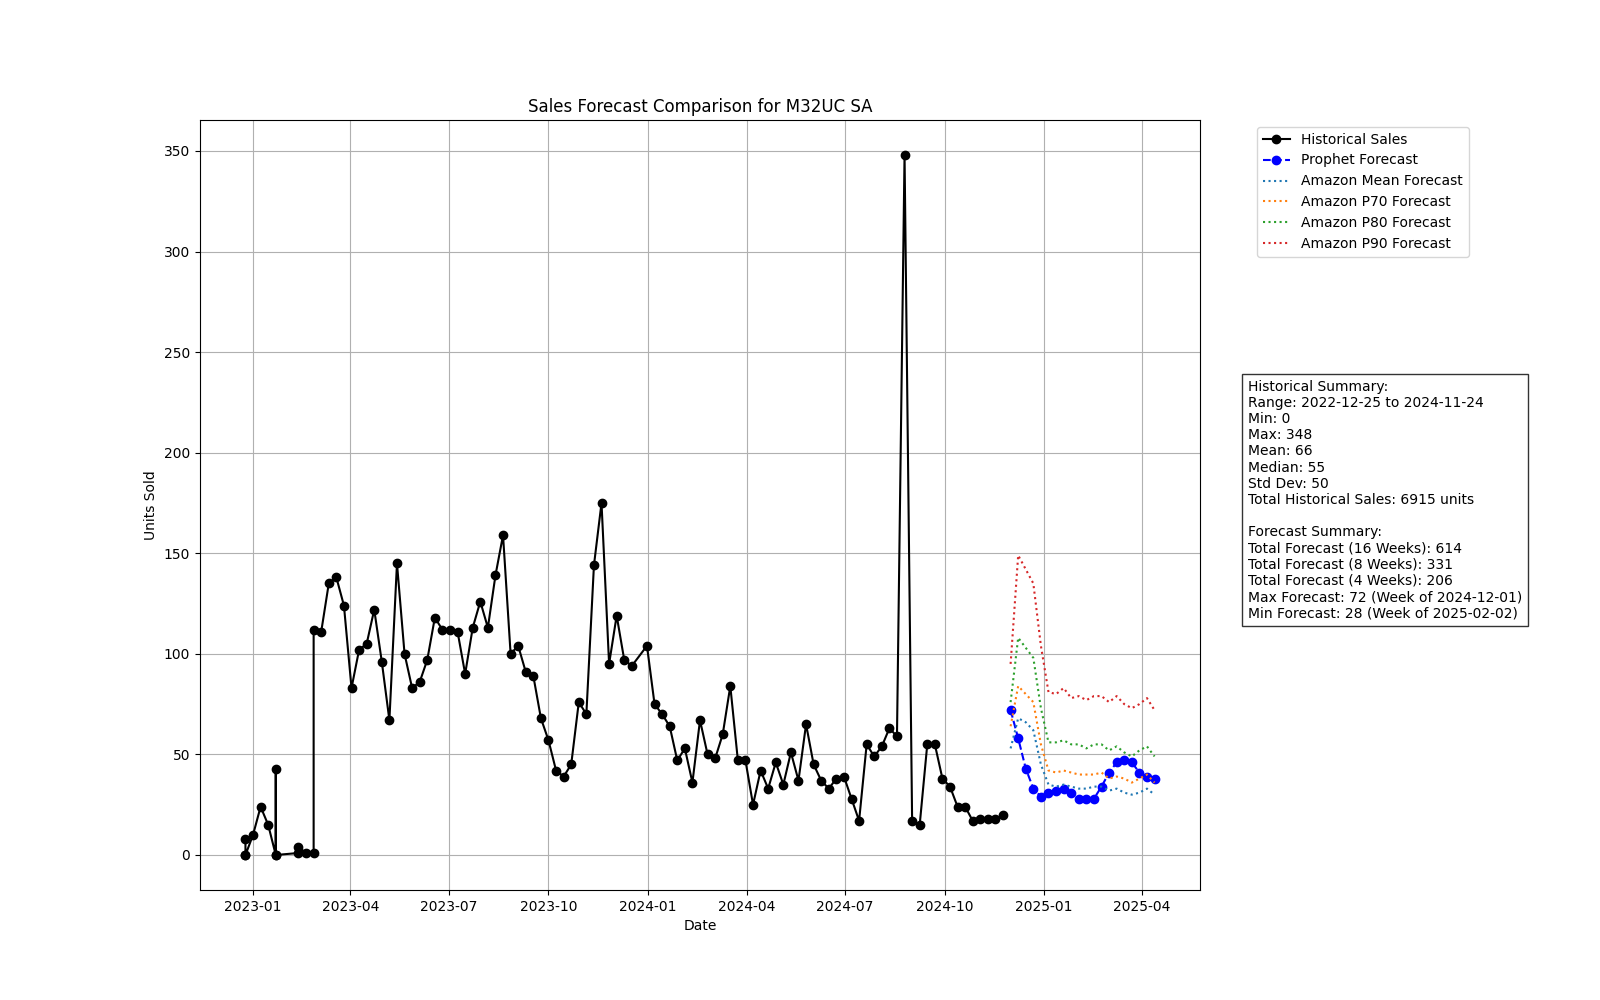 Sales Forecast Comparison for M32UC SA
350
300
250
200
150
100
50
0
Units Sold
2023-01
2023-04
2023-07
2023-10
2024-01
2024-04
2024-07
2024-10
2025-01
2025-04
Date
Historical Sales
Prophet Forecast
Amazon Mean Forecast
Amazon P70 Forecast
Amazon P80 Forecast
Amazon P90 Forecast
Historical Summary:
Range: 2022-12-25 to 2024-11-24
Min: 0
Max: 348
Mean: 66
Median: 55
Std Dev: 50
Total Historical Sales: 6915 units
Forecast Summary:
Total Forecast (16 Weeks): 614
Total Forecast (8 Weeks): 331
Total Forecast (4 Weeks): 206
Max Forecast: 72 (Week of 2024-12-01)
Min Forecast: 28 (Week of 2025-02-02)